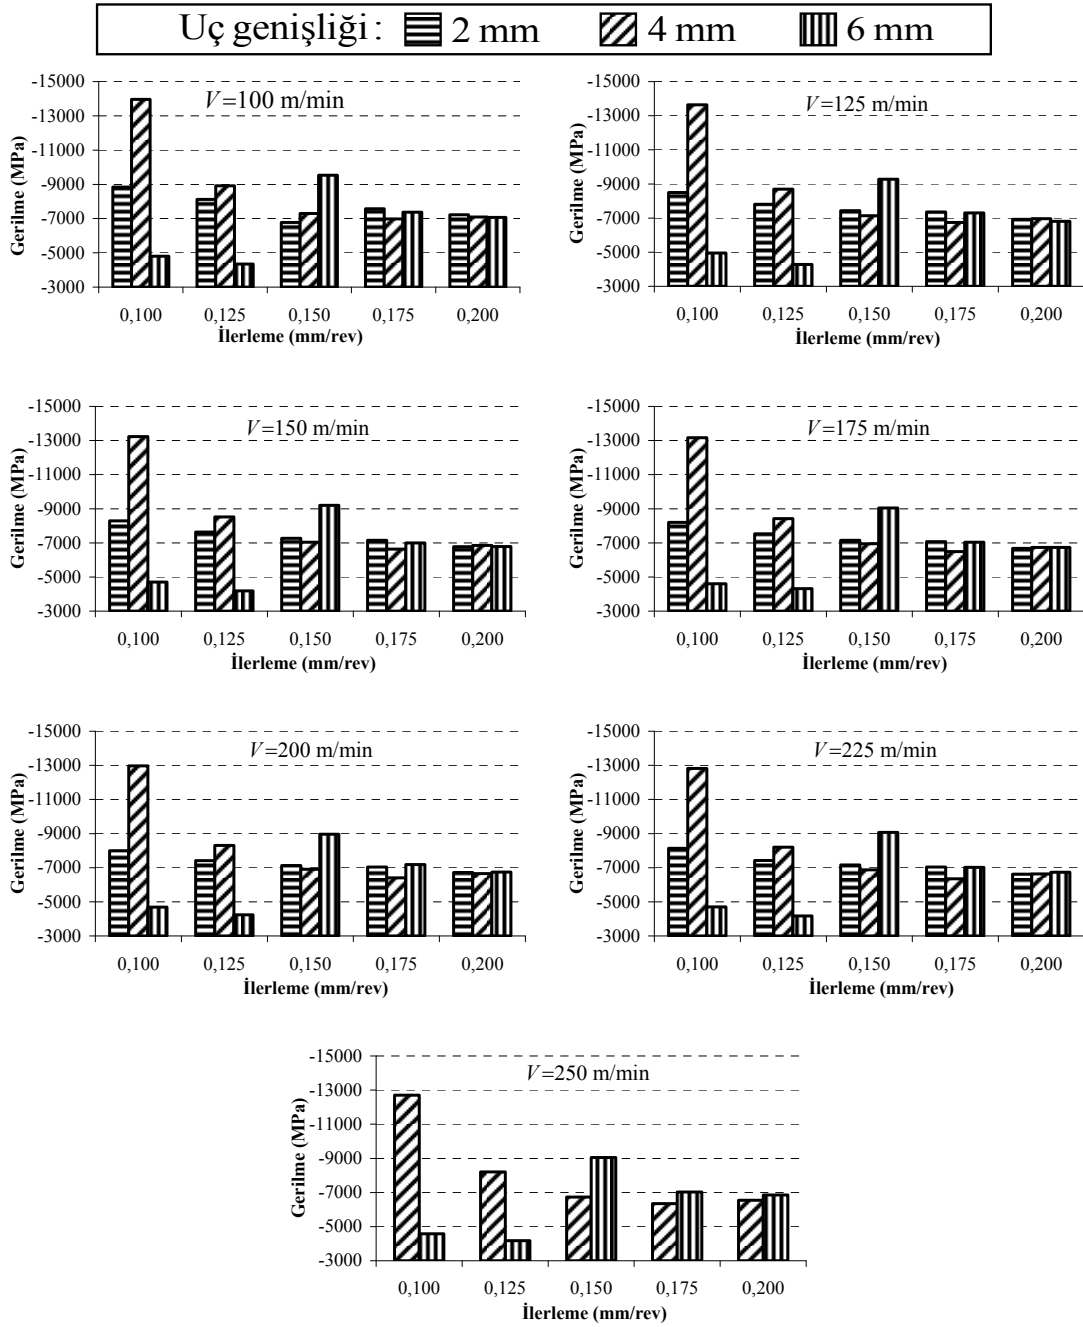 Uç genişliği : 2 mm 4 mm 6 mm
V=100 m/min
Gerilme (MPa)
-15000
-13000
-11000
-9000
-7000
-5000
-3000
0,100 0,125 0,150 0,175 0,200
İlerleme (mm/rev)
V=125 m/min
Gerilme (MPa)
-15000
-13000
-11000
-9000
-7000
-5000
-3000
0,100 0,125 0,150 0,175 0,200
İlerleme (mm/rev)
V=150 m/min
Gerilme (MPa)
-15000
-13000
-11000
-9000
-7000
-5000
-3000
0,100 0,125 0,150 0,175 0,200
İlerleme (mm/rev)
V=175 m/min
Gerilme (MPa)
-15000
-13000
-11000
-9000
-7000
-5000
-3000
0,100 0,125 0,150 0,175 0,200
İlerleme (mm/rev)
V=200 m/min
Gerilme (MPa)
-15000
-13000
-11000
-9000
-7000
-5000
-3000
0,100 0,125 0,150 0,175 0,200
İlerleme (mm/rev)
V=225 m/min
Gerilme (MPa)
-15000
-13000
-11000
-9000
-7000
-5000
-3000
0,100 0,125 0,150 0,175 0,200
İlerleme (mm/rev)
V=250 m/min
Gerilme (MPa)
-15000
-13000
-11000
-9000
-7000
-5000
-3000
0,100 0,125 0,150 0,175 0,200
İlerleme (mm/rev)